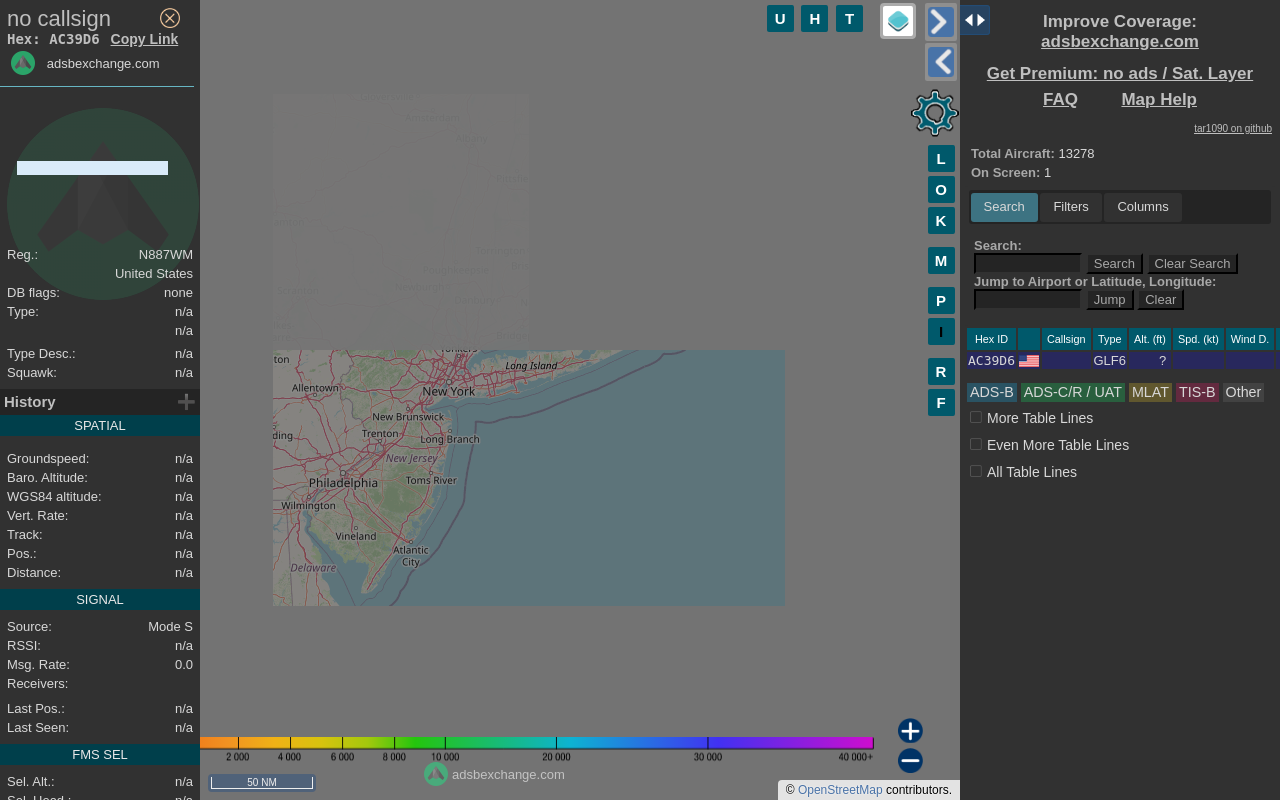 no callsign
Hex: AC39D6 Copy Link
adsbexchange.com
Reg.: N887WM
United States
DB flags: none
Type: n/a
n/a
Type Desc.: n/a
Squawk: n/a
History
SPATIAL
Groundspeed: n/a
Baro. Altitude: n/a
WGS84 altitude: n/a
Vert. Rate: n/a
Track: n/a
Pos.: n/a
Distance: n/a
SIGNAL
Source: Mode S
RSSI: n/a
Msg. Rate: 0.0
Receivers:
Last Pos.: n/a
Last Seen: n/a
FMS SEL
Sel. Alt.: n/a
Sel. Head.: n/a
U H T
L
O
K
M
P
I
R
F
Long Island
Allentown
New York
New Brunswick
Trenton
Long Branch
New Jersey
Philadelphia
Toms River
Wilmington
Vineland
Atlantic
City
Delaware
2 000 4 000 6 000 8 000 10 000 20 000 30 000 40 000+
50 NM
adsbexchange.com
© OpenStreetMap contributors.
Improve Coverage:
adsbexchange.com
Get Premium: no ads / Sat. Layer
FAQ Map Help
tar1090 on github
Total Aircraft: 13278
On Screen: 1
Search Filters Columns
Search:
Search Clear Search
Jump to Airport or Latitude, Longitude:
Jump Clear
Hex ID Callsign Type Alt. (ft) Spd. (kt) Wind D.
AC39D6 GLF6 ?
ADS-B ADS-C/R / UAT MLAT TIS-B Other
More Table Lines
Even More Table Lines
All Table Lines